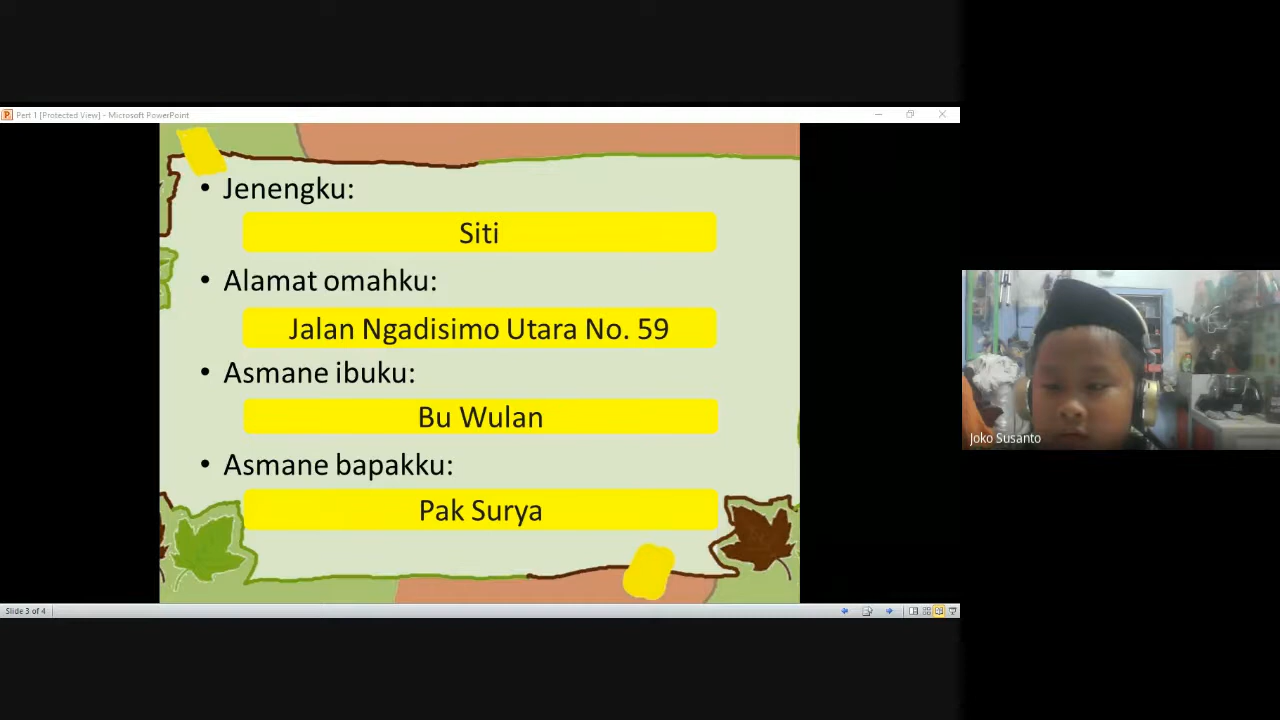 Pert 1 [Protected View] - Microsoft PowerPoint
• Jenengku:
Siti
• Alamat omahku:
Jalan Ngadisimo Utara No. 59
• Asmane ibuku:
Bu Wulan
• Asmane bapakku:
Pak Surya
Slide 3 of 4
Joko Susanto